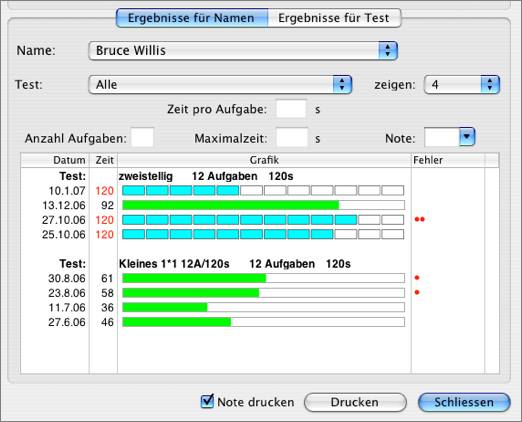 Ergebnisse für Namen Ergebnisse für Test
Name: Bruce Willis
Test: Alle zeigen: 4
Zeit pro Aufgabe: s
Anzahl Aufgaben: Maximalzeit: s Note:
Datum Zeit Grafik Fehler
Test: zweistellig 12 Aufgaben 120s
10.1.07 120
13.12.06 92
27.10.06 120
25.10.06 120
Test: Kleines 1*1 12A/120s 12 Aufgaben 120s
30.8.06 61
23.8.06 58
11.7.06 36
27.6.06 46
Note drucken Drucken Schliessen